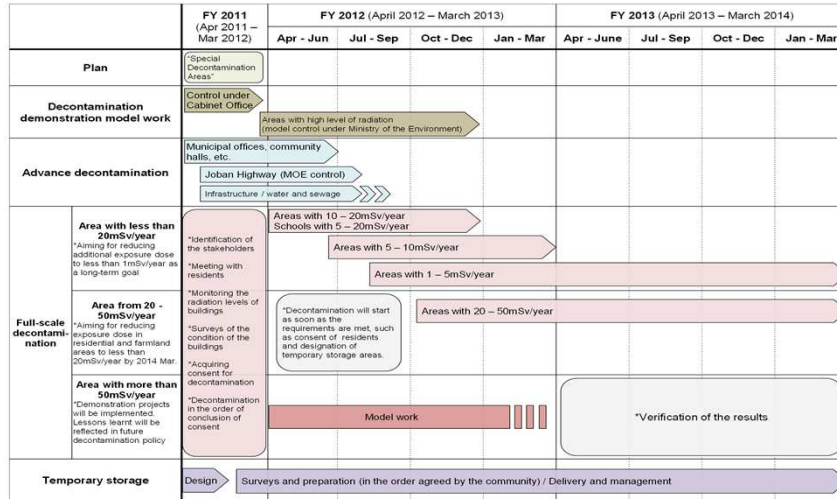 FY 2011
(Apr 2011 –
Mar 2012)
FY 2012 (April 2012 – March 2013)
FY 2013 (April 2013 – March 2014)
Apr - Jun
Jul - Sep
Oct - Dec
Jan - Mar
Apr - June
Jul - Sep
Oct - Dec
Jan - Mar
Plan
"Special
Decontamination
Areas"
Decontamination
demonstration model work
Control under
Cabinet Office
Areas with high level of radiation
(model control under Ministry of the Environment)
Advance decontamination
Municipal offices, community
halls, etc.
Joban Highway (MOE control)
Infrastructure / water and sewage
Full-scale
decontami-
nation
Area with less than
20mSv/year
*Aiming for reducing
additional exposure dose
to less than 1mSv/year as
a long-term goal
*Identification of
the stakeholders
*Meeting with
residents
*Monitoring the
radiation levels of
buildings
*Surveys of the
condition of the
buildings
*Acquiring
consent for
decontamination
*Decontamination
in the order of
conclusion of
consent
Areas with 10 – 20mSv/year
Schools with 5 – 20mSv/year
Areas with 5 – 10mSv/year
Areas with 1 – 5mSv/year
Area from 20 -
50mSv/year
*Aiming for reducing
exposure dose in
residential and farmland
areas to less than
20mSv/year by 2014 Mar.
*Decontamination will start
as soon as the
requirements are met, such
as consent of residents
and designation of
temporary storage areas.
Areas with 20 – 50mSv/year
Area with more than
50mSv/year
*Demonstration projects
will be implemented.
Lessons learnt will be
reflected in future
decontamination policy
Model work
*Verification of the results
Temporary storage
Design
Surveys and preparation (in the order agreed by the community) / Delivery and management